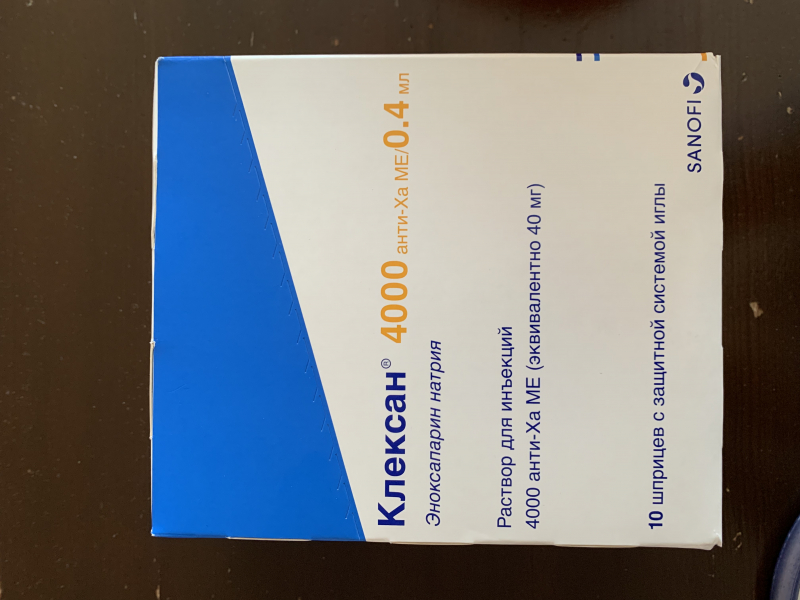 Клексан® 4000 анти-Ха МЕ/0.4 мл
Эноксапарин натрия
Раствор для инъекций
4000 анти-Ха МЕ (эквивалентно 40 мг)
10 шприцев с защитной системой иглы
SANOFI